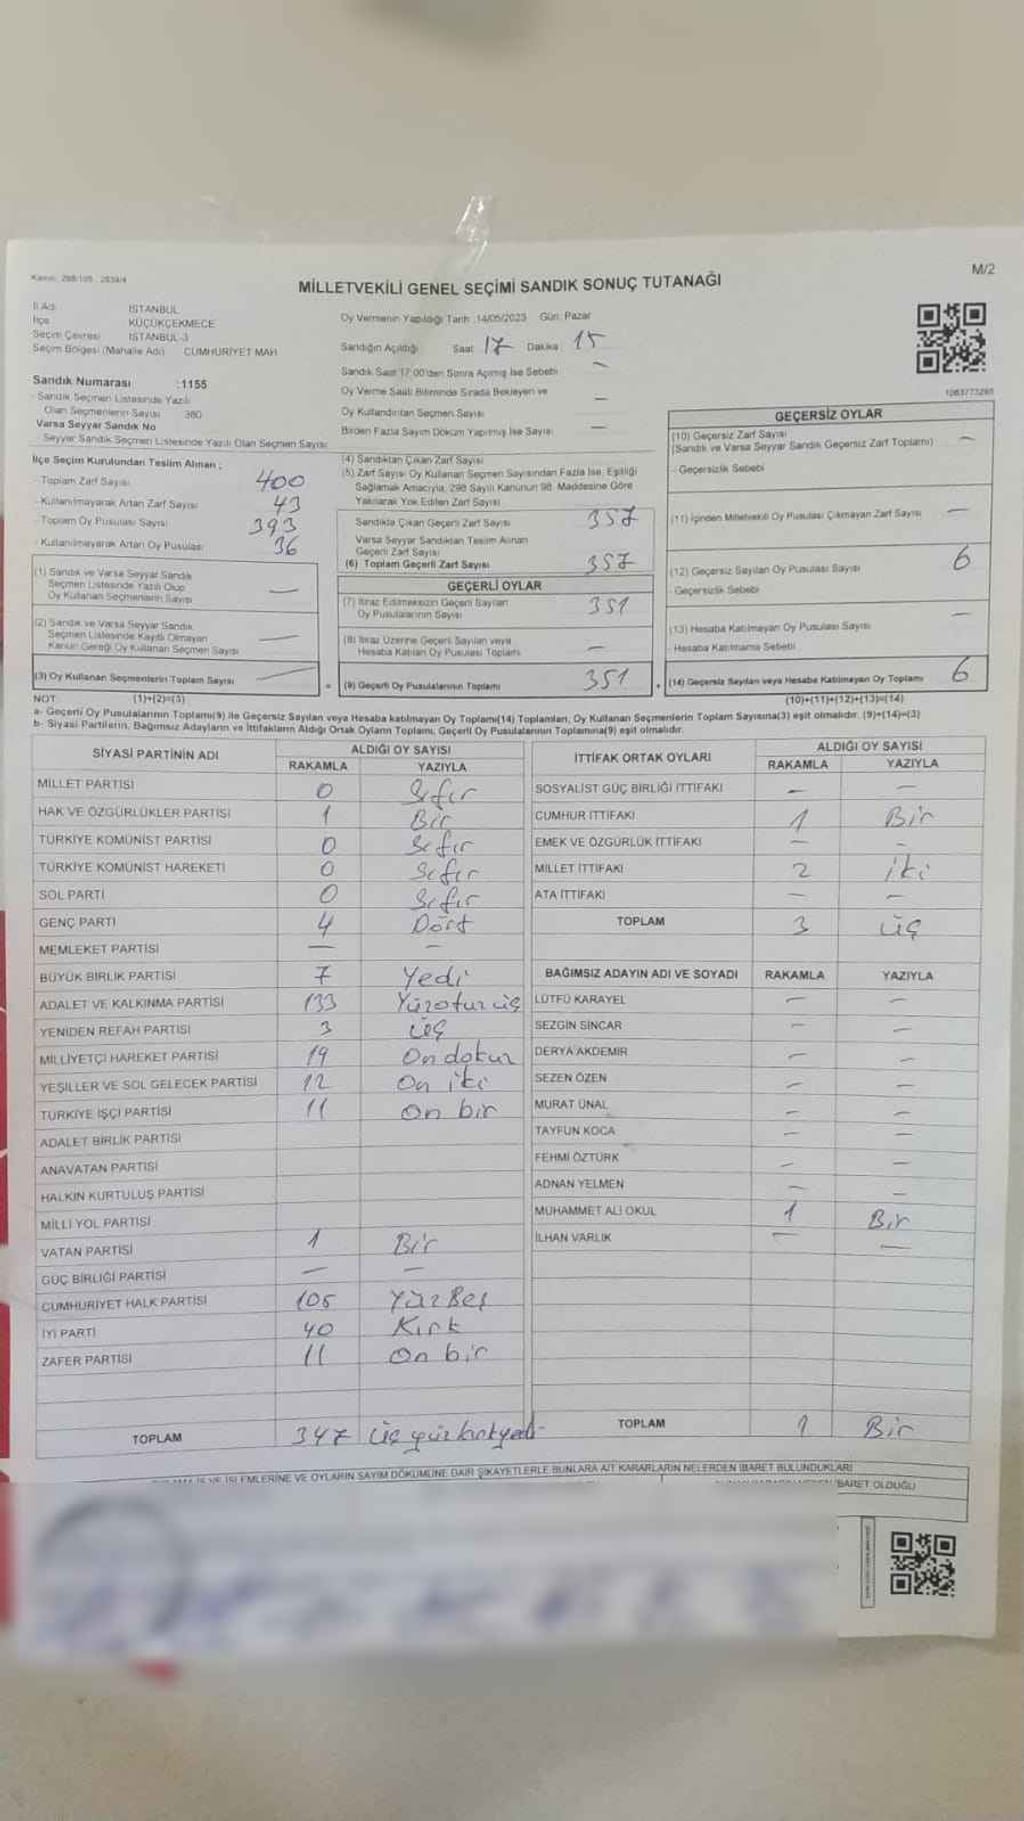 Kanun: 298/105 2839/4
M/2
MİLLETVEKİLİ GENEL SEÇİMİ SANDIK SONUÇ TUTANAĞI
İl Adı İSTANBUL
İlçe KÜÇÜKÇEKMECE
Seçim Çevresi İSTANBUL-3
Seçim Bölgesi (Mahalle Adı) CUMHURİYET MAH
Sandık Numarası :1155
- Sandık Seçmen Listesinde Yazılı
Olan Seçmenlerin Sayısı 380
Varsa Seyyar Sandık No
Seyyar Sandık Seçmen Listesinde Yazılı Olan Seçmen Sayısı
İlçe Seçim Kurulundan Teslim Alınan ;
- Toplam Zarf Sayısı 400
- Kullanılmayarak Artan Zarf Sayısı 43
- Toplam Oy Pusulası Sayısı 393
- Kullanılmayarak Artan Oy Pusulası 36
(1) Sandık ve Varsa Seyyar Sandık
Seçmen Listesinde Yazılı Olup
Oy Kullanan Seçmenlerin Sayısı —
(2) Sandık ve Varsa Seyyar Sandık
Seçmen Listesinde Kayıtlı Olmayan
Kanun Gereği Oy Kullanan Seçmen Sayısı —
(3) Oy Kullanan Seçmenlerin Toplam Sayısı —
Oy Vermenin Yapıldığı Tarih :14/05/2023 Gün: Pazar
Sandığın Açıldığı Saat 17 Dakika : 15
Sandık Saat 17:00'den Sonra Açılmış İse Sebebi —
Oy Verme Saati Bitiminde Sırada Bekleyen ve
Oy Kullandırılan Seçmen Sayısı —
Birden Fazla Sayım Döküm Yapılmış İse Sayısı —
(4) Sandıktan Çıkan Zarf Sayısı
(5) Zarf Sayısı Oy Kullanan Seçmen Sayısından Fazla İse, Eşitliği
Sağlamak Amacıyla, 298 Sayılı Kanunun 98. Maddesine Göre
Yakılarak Yok Edilen Zarf Sayısı
Sandıkta Çıkan Geçerli Zarf Sayısı 357
Varsa Seyyar Sandıktan Teslim Alınan
Geçerli Zarf Sayısı
(6) Toplam Geçerli Zarf Sayısı 357
GEÇERLİ OYLAR
(7) İtiraz Edilmeksizin Geçerli Sayılan
Oy Pusulalarının Sayısı 351
(8) İtiraz Üzerine Geçerli Sayılan veya
Hesaba Katılan Oy Pusulası Toplamı —
(9) Geçerli Oy Pusulalarının Toplamı 351
1063773265
GEÇERSİZ OYLAR
(10) Geçersiz Zarf Sayısı
(Sandık ve Varsa Seyyar Sandık Geçersiz Zarf Toplamı) —
- Geçersizlik Sebebi
(11) İçinden Milletvekili Oy Pusulası Çıkmayan Zarf Sayısı —
(12) Geçersiz Sayılan Oy Pusulası Sayısı 6
- Geçersizlik Sebebi
(13) Hesaba Katılmayan Oy Pusulası Sayısı —
Hesaba Katılmama Sebebi
(14) Geçersiz Sayılan veya Hesaba Katılmayan Oy Toplamı 6
NOT: (1)+(2)=(3) (10)+(11)+(12)+(13)=(14)
a- Geçerli Oy Pusulalarının Toplamı(9) ile Geçersiz Sayılan veya Hesaba katılmayan Oy Toplamı(14) Toplamları, Oy Kullanan Seçmenlerin Toplam Sayısına(3) eşit olmalıdır. (9)+(14)=(3)
b- Siyasi Partilerin, Bağımsız Adayların ve İttifakların Aldığı Ortak Oyların Toplamı, Geçerli Oy Pusulalarının Toplamına(9) eşit olmalıdır.
SİYASİ PARTİNİN ADI ALDIĞI OY SAYISI
RAKAMLA YAZIYLA
MİLLET PARTİSİ 0 Sıfır
HAK VE ÖZGÜRLÜKLER PARTİSİ 1 Bir
TÜRKİYE KOMÜNİST PARTİSİ 0 Sıfır
TÜRKİYE KOMÜNİST HAREKETİ 0 Sıfır
SOL PARTİ 0 Sıfır
GENÇ PARTİ 4 Dört
MEMLEKET PARTİSİ — —
BÜYÜK BİRLİK PARTİSİ 7 Yedi
ADALET VE KALKINMA PARTİSİ 133 Yüzotuzüç
YENİDEN REFAH PARTİSİ 3 üç
MİLLİYETÇİ HAREKET PARTİSİ 19 On dokuz
YEŞİLLER VE SOL GELECEK PARTİSİ 12 On iki
TÜRKİYE İŞÇİ PARTİSİ 11 on bir
ADALET BİRLİK PARTİSİ
ANAVATAN PARTİSİ
HALKIN KURTULUŞ PARTİSİ
MİLLİ YOL PARTİSİ
VATAN PARTİSİ 1 Bir
GÜÇ BİRLİĞİ PARTİSİ — —
CUMHURİYET HALK PARTİSİ 105 YüzBeş
İYİ PARTİ 40 Kırk
ZAFER PARTİSİ 11 On bir
TOPLAM 347 üç yüz kırkyedi
İTTİFAK ORTAK OYLARI ALDIĞI OY SAYISI
RAKAMLA YAZIYLA
SOSYALİST GÜÇ BİRLİĞİ İTTİFAKI — —
CUMHUR İTTİFAKI 1 Bir
EMEK VE ÖZGÜRLÜK İTTİFAKI — —
MİLLET İTTİFAKI 2 iki
ATA İTTİFAKI — —
TOPLAM 3 üç
BAĞIMSIZ ADAYIN ADI VE SOYADI RAKAMLA YAZIYLA
LÜTFÜ KARAYEL — —
SEZGİN SİNCAR — —
DERYA AKDEMİR — —
SEZEN ÖZEN — —
MURAT ÜNAL — —
TAYFUN KOCA — —
FEHMİ ÖZTÜRK — —
ADNAN YELMEN — —
MUHAMMET ALİ OKUL 1 Bir
İLHAN VARLIK — —
TOPLAM 1 Bir
İŞLEMLERİNE VE OYLARIN SAYIM DÖKÜMÜNE DAİR ŞİKAYETLERLE BUNLARA AİT KARARLARIN NELERDEN İBARET BULUNDUKLARI
İBARET OLDUĞU